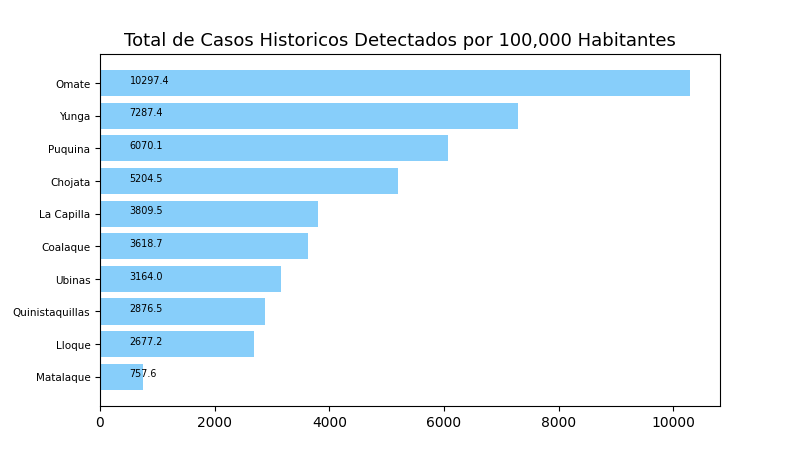 Total de Casos Historicos Detectados por 100,000 Habitantes
Omate 10297.4
Yunga 7287.4
Puquina 6070.1
Chojata 5204.5
La Capilla 3809.5
Coalaque 3618.7
Ubinas 3164.0
Quinistaquillas 2876.5
Lloque 2677.2
Matalaque 757.6
0 2000 4000 6000 8000 10000